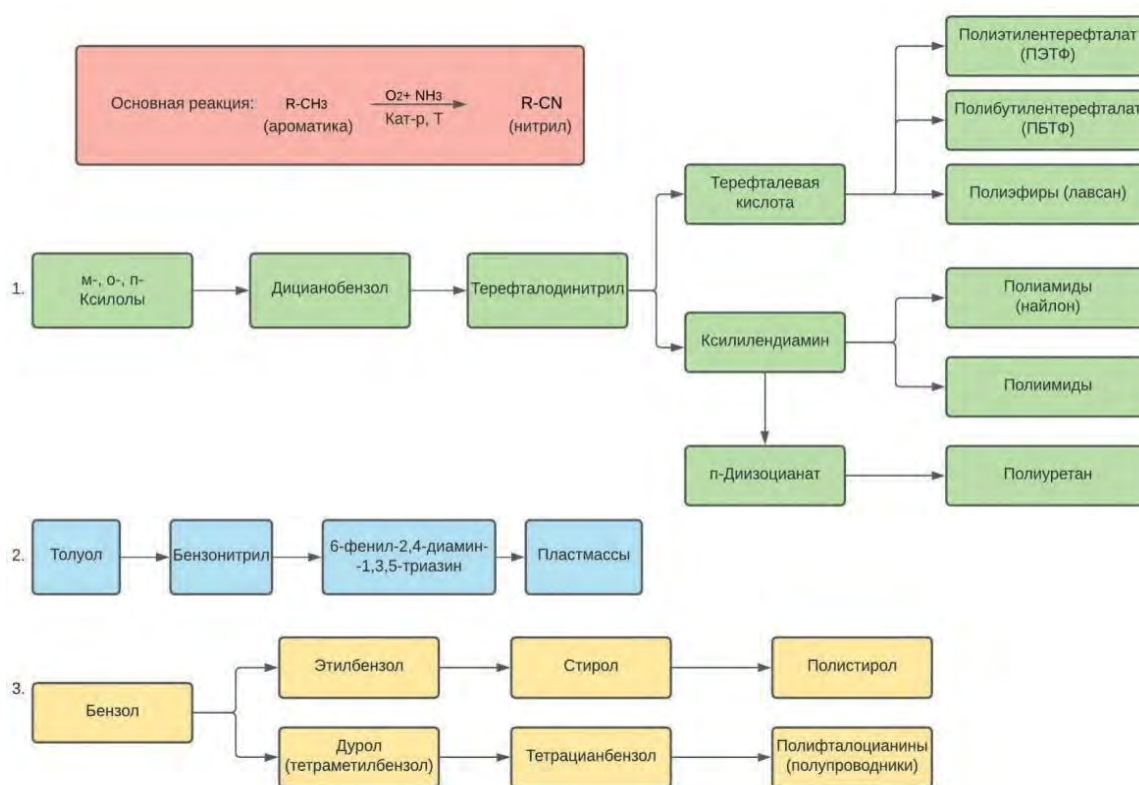 Основная реакция:
R-CH3
(ароматика)
O2+ NH3
Кат-р, Т
R-CN
(нитрил)
Полиэтилентерефталат
(ПЭТФ)
Полибутилентерефталат
(ПБТФ)
Терефталевая
кислота
Полиэфиры (лавсан)
1.
м-, о-, п-
Ксилолы
Дицианобензол
Терефталодинитрил
Полиамиды
(найлон)
Ксилилендиамин
Полиимиды
п-Диизоцианат
Полиуретан
2.
Толуол
Бензонитрил
6-фенил-2,4-диамин-
-1,3,5-триазин
Пластмассы
3.
Бензол
Этилбензол
Стирол
Полистирол
Дурол
(тетраметилбензол)
Тетрацианбензол
Полифталоцианины
(полупроводники)